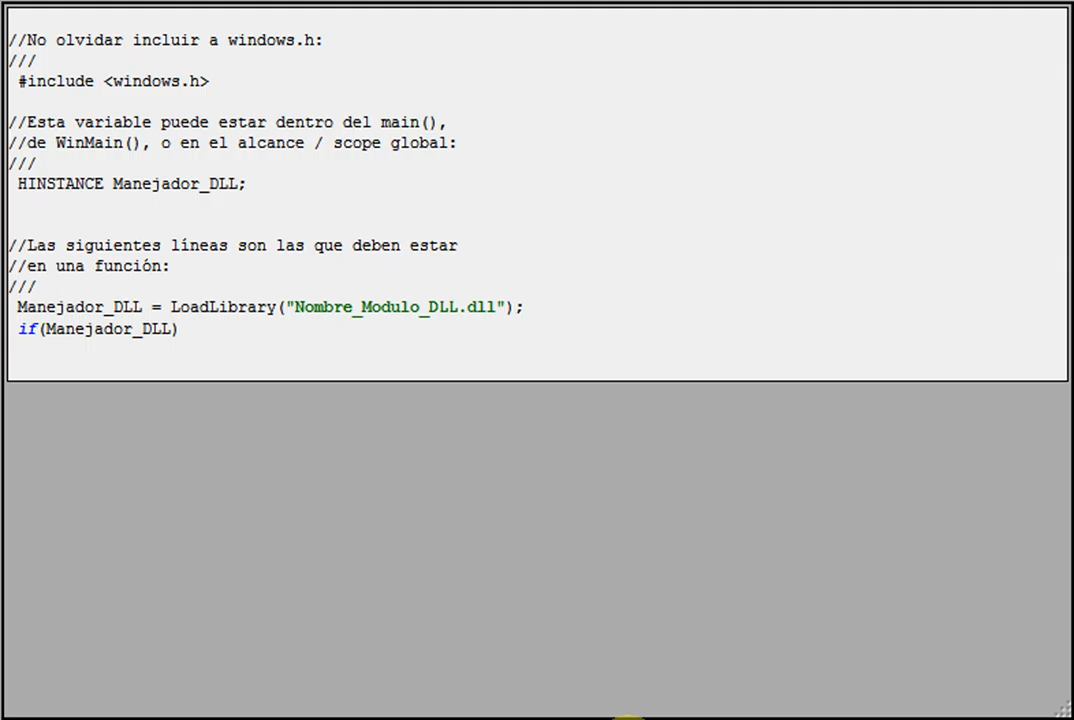 //No olvidar incluir a windows.h:
///
#include <windows.h>
//Esta variable puede estar dentro del main(),
//de WinMain(), o en el alcance / scope global:
///
HINSTANCE Manejador_DLL;
//Las siguientes líneas son las que deben estar
//en una función:
///
Manejador_DLL = LoadLibrary("Nombre_Modulo_DLL.dll");
if(Manejador_DLL)